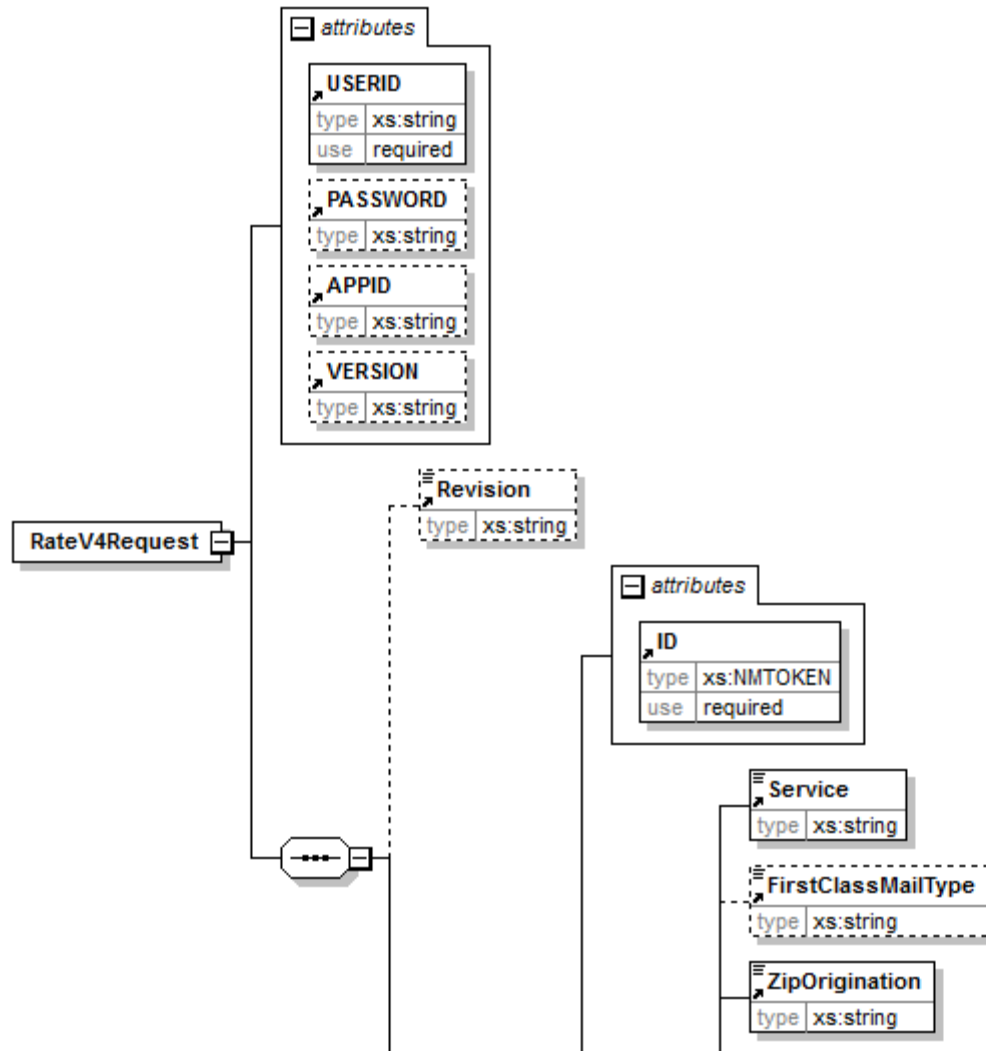 attributes
USERID
type xs:string
use required
PASSWORD
type xs:string
APPID
type xs:string
VERSION
type xs:string
Revision
type xs:string
RateV4Request
attributes
ID
type xs:NMTOKEN
use required
Service
type xs:string
FirstClassMailType
type xs:string
ZipOrigination
type xs:string